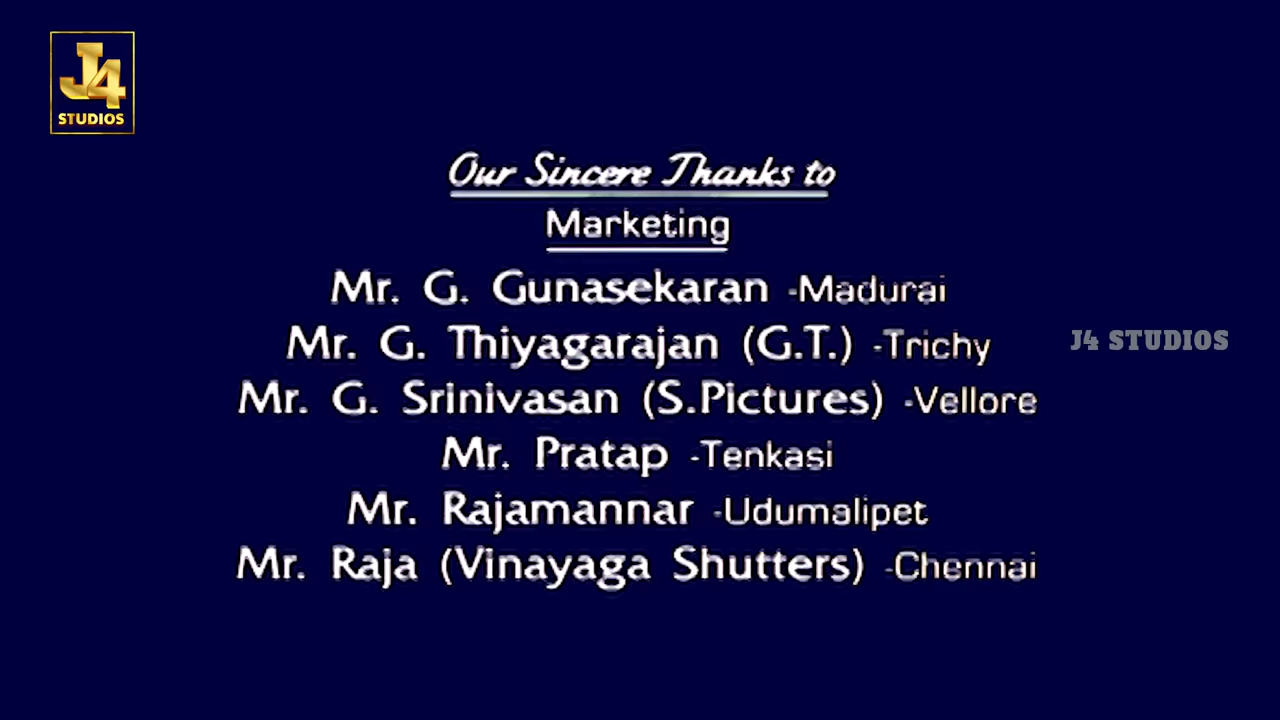 J4
STUDIOS
Our Sincere Thanks to
Marketing
Mr. G. Gunasekaran -Madurai
Mr. G. Thiyagarajan (G.T.) -Trichy
J4 STUDIOS
Mr. G. Srinivasan (S.Pictures) -Vellore
Mr. Pratap -Tenkasi
Mr. Rajamannar -Udumalipet
Mr. Raja (Vinayaga Shutters) -Chennai